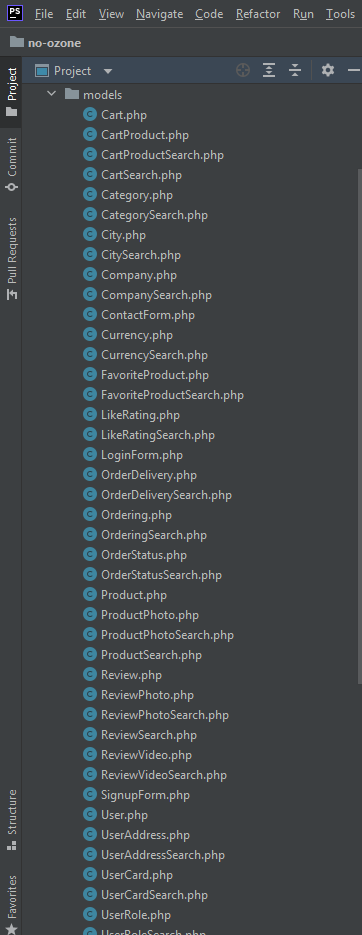 PS File Edit View Navigate Code Refactor Run Tools
no-ozone
Project
Project
models
Cart.php
CartProduct.php
CartProductSearch.php
CartSearch.php
Category.php
CategorySearch.php
City.php
CitySearch.php
Company.php
CompanySearch.php
ContactForm.php
Currency.php
CurrencySearch.php
FavoriteProduct.php
FavoriteProductSearch.php
LikeRating.php
LikeRatingSearch.php
LoginForm.php
OrderDelivery.php
OrderDeliverySearch.php
Ordering.php
OrderingSearch.php
OrderStatus.php
OrderStatusSearch.php
Product.php
ProductPhoto.php
ProductPhotoSearch.php
ProductSearch.php
Review.php
ReviewPhoto.php
ReviewPhotoSearch.php
ReviewSearch.php
ReviewVideo.php
ReviewVideoSearch.php
SignupForm.php
User.php
UserAddress.php
UserAddressSearch.php
UserCard.php
UserCardSearch.php
UserRole.php
UserRoleSearch.php
Commit
Pull Requests
Structure
Favorites